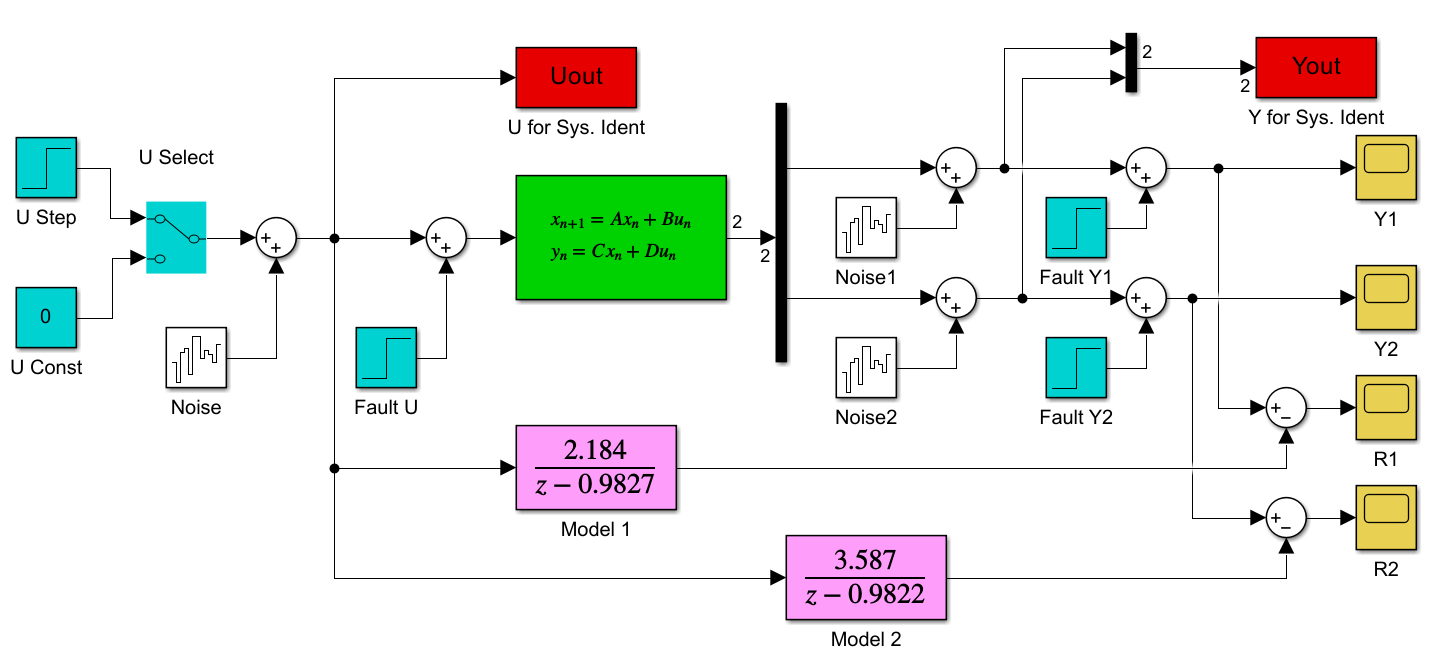 2
Uout
2
Yout
U for Sys. Ident
Y for Sys. Ident
U Select
U Step
+
+
x_{n+1} = Ax_n + Bu_n
y_n = Cx_n + Du_n
2
2
+
+
+
+
Y1
+
+
+
+
Noise1
Fault Y1
0
U Const
+
+
+
+
Y2
Noise
Fault U
Noise2
Fault Y2
+
−
R1
2.184
z − 0.9827
Model 1
+
−
R2
3.587
z − 0.9822
Model 2